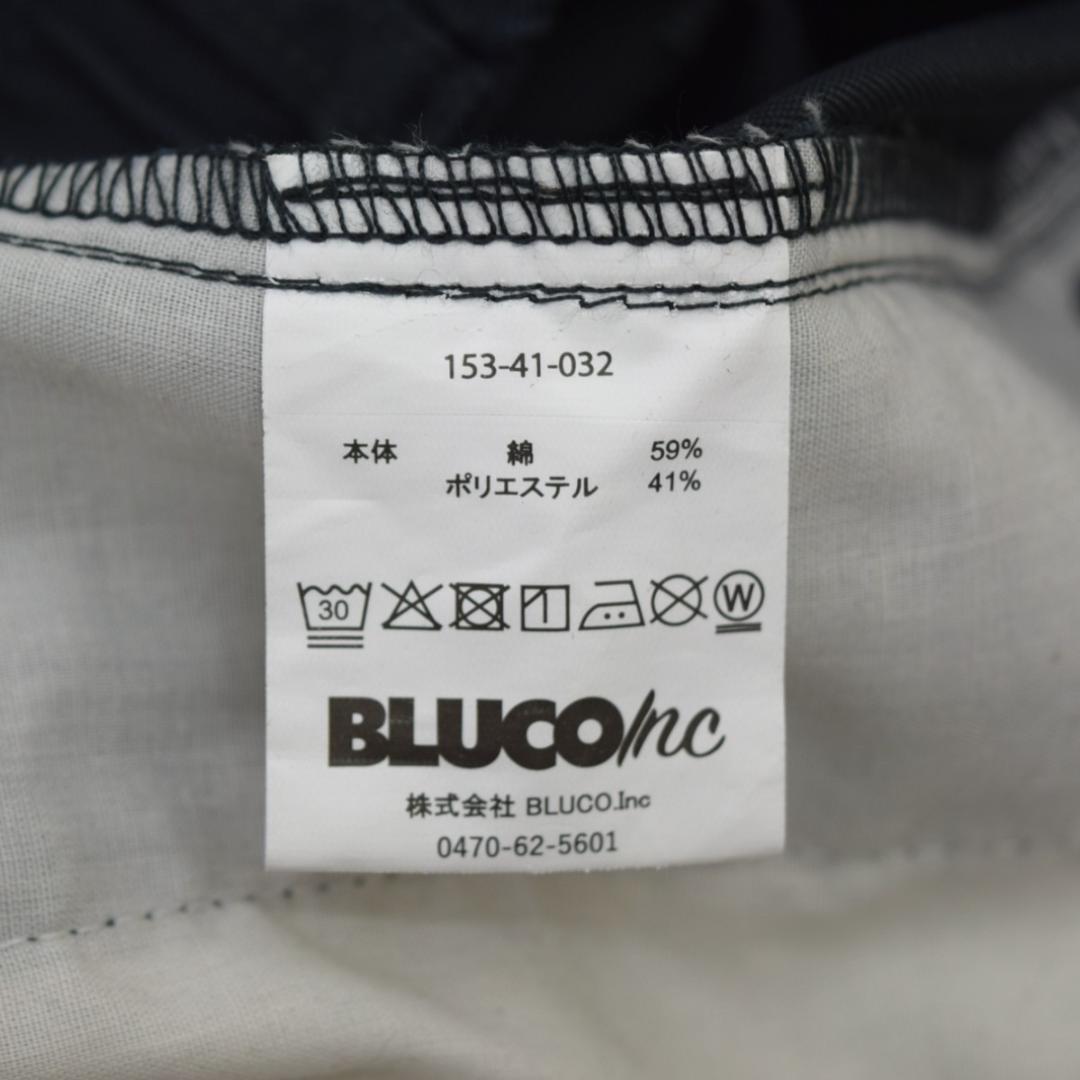 153-41-032
本体 綿 59%
ポリエステル 41%
30 W
BLUCO Inc
株式会社 BLUCO.Inc
0470-62-5601